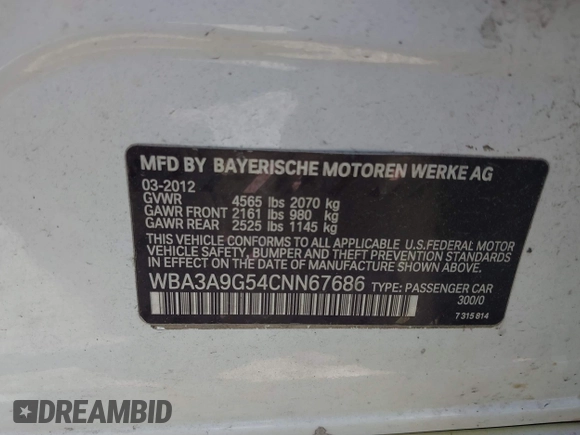 MFD BY BAYERISCHE MOTOREN WERKE AG
03-2012
GVWR 4565 lbs 2070 kg
GAWR FRONT 2161 lbs 980 kg
GAWR REAR 2525 lbs 1145 kg
THIS VEHICLE CONFORMS TO ALL APPLICABLE U.S.FEDERAL MOTOR
VEHICLE SAFETY, BUMPER AND THEFT PREVENTION STANDARDS
IN EFFECT ON THE DATE OF MANUFACTURE SHOWN ABOVE.
WBA3A9G54CNN67686 TYPE: PASSENGER CAR
300/0
7 315 814
DREAMBID